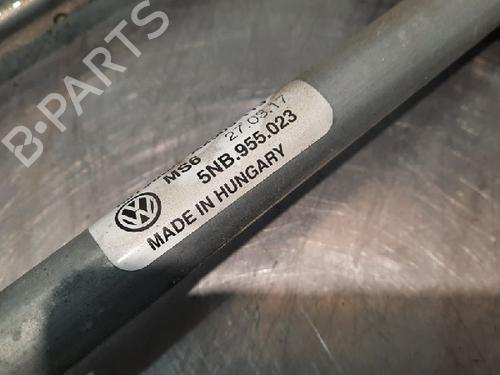 B-PARTS
MS6 27.03.17
5NB.955.023
MADE IN HUNGARY